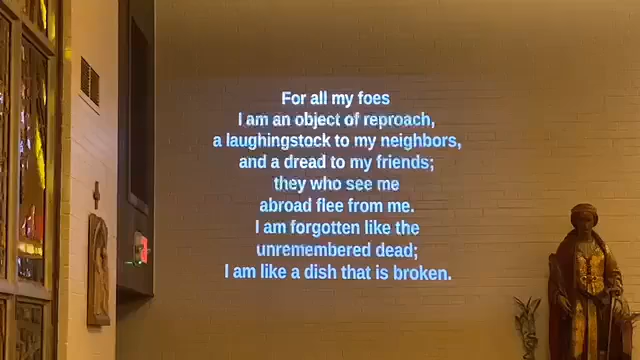 For all my foes
I am an object of reproach,
a laughingstock to my neighbors,
and a dread to my friends;
they who see me
abroad flee from me.
I am forgotten like the
unremembered dead;
I am like a dish that is broken.